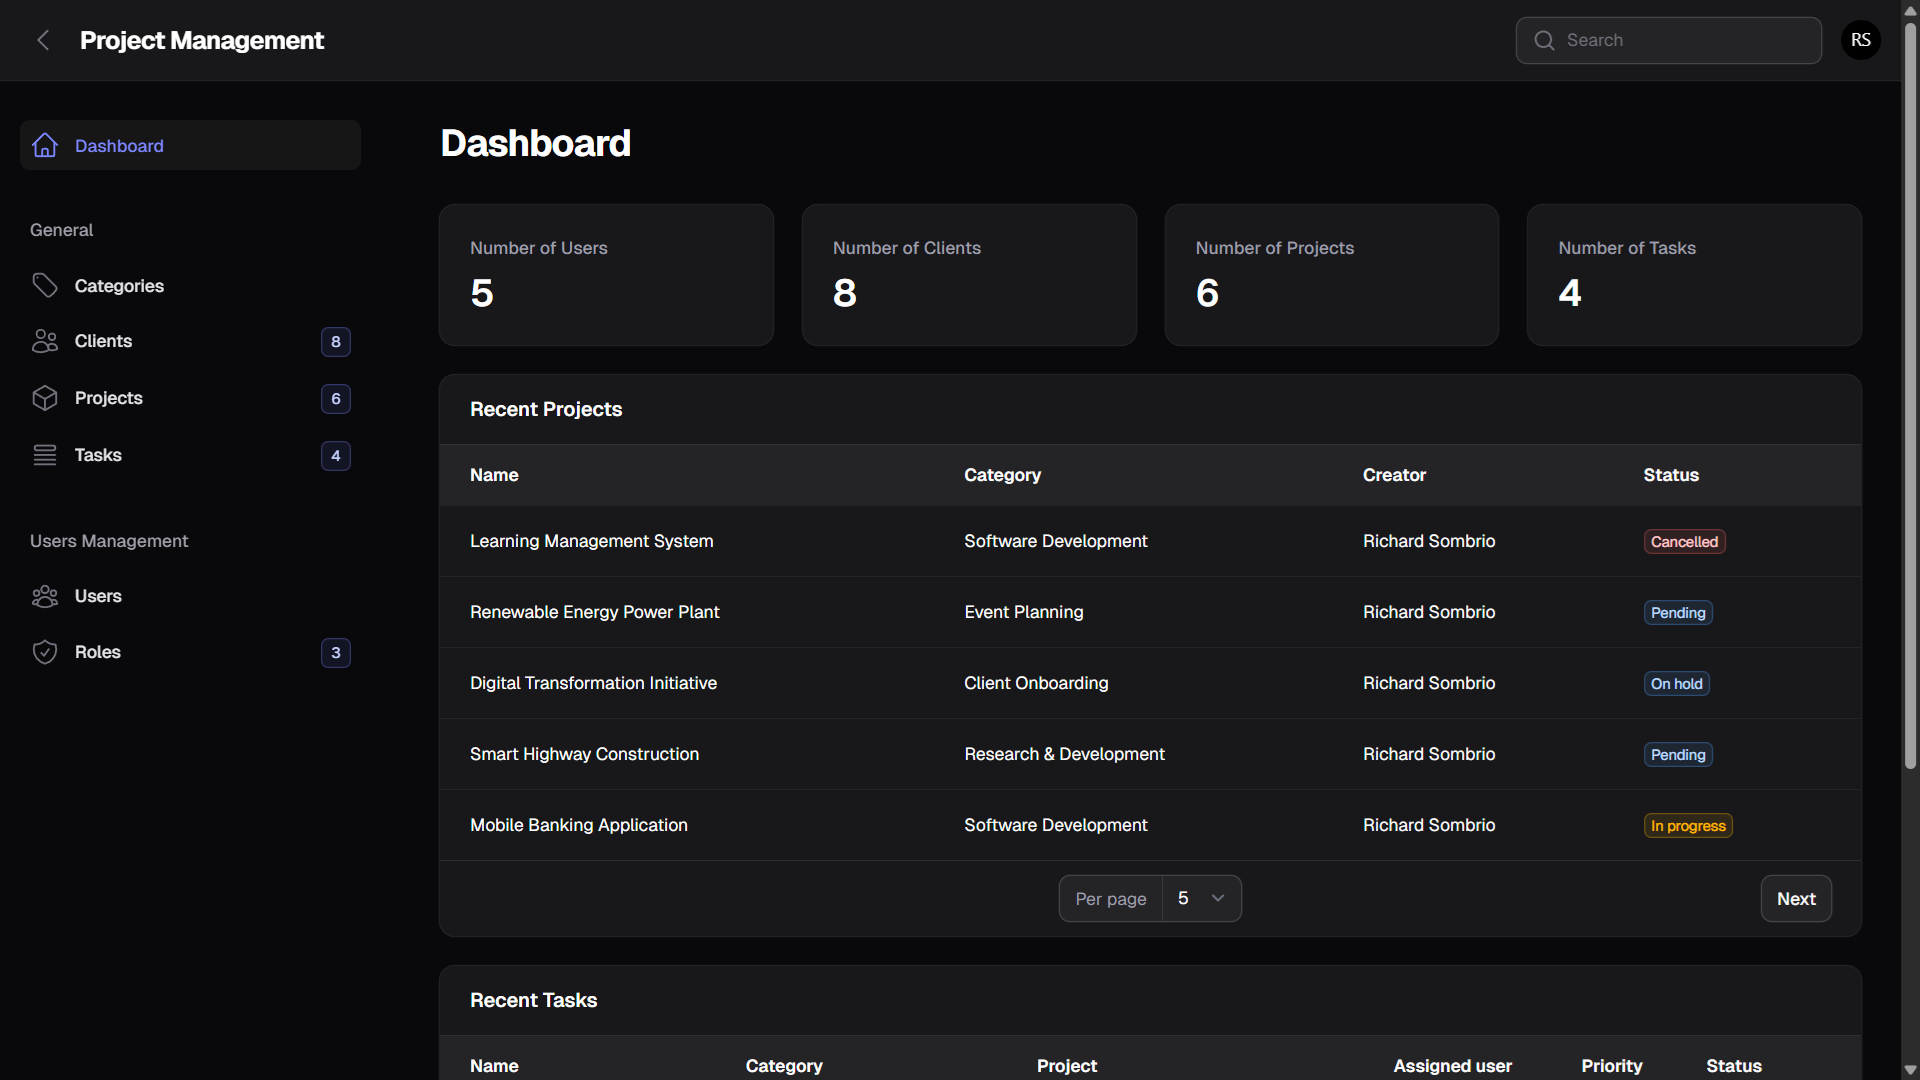 Project Management
Search
RS
Dashboard
General
Categories
Clients 8
Projects 6
Tasks 4
Users Management
Users
Roles 3
Dashboard
Number of Users
5
Number of Clients
8
Number of Projects
6
Number of Tasks
4
Recent Projects
Name Category Creator Status
Learning Management System Software Development Richard Sombrio Cancelled
Renewable Energy Power Plant Event Planning Richard Sombrio Pending
Digital Transformation Initiative Client Onboarding Richard Sombrio On hold
Smart Highway Construction Research & Development Richard Sombrio Pending
Mobile Banking Application Software Development Richard Sombrio In progress
Per page 5 Next
Recent Tasks
Name Category Project Assigned user Priority Status